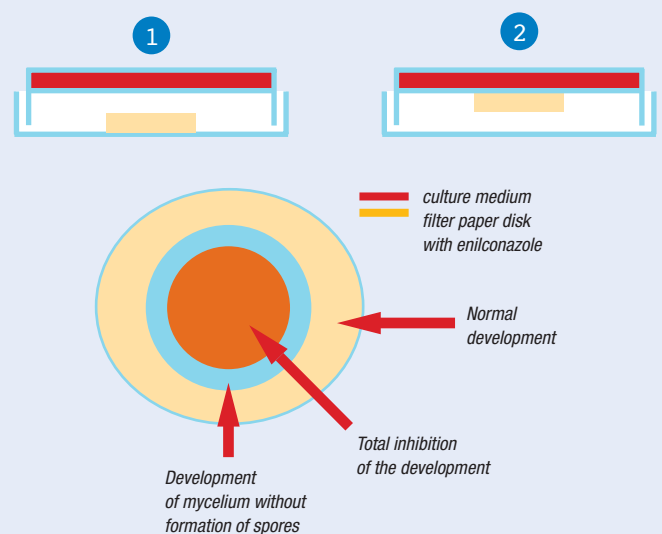 1
2
culture medium
filter paper disk
with enilconazole
Normal
development
Total inhibition
of the development
Development
of mycelium without
formation of spores